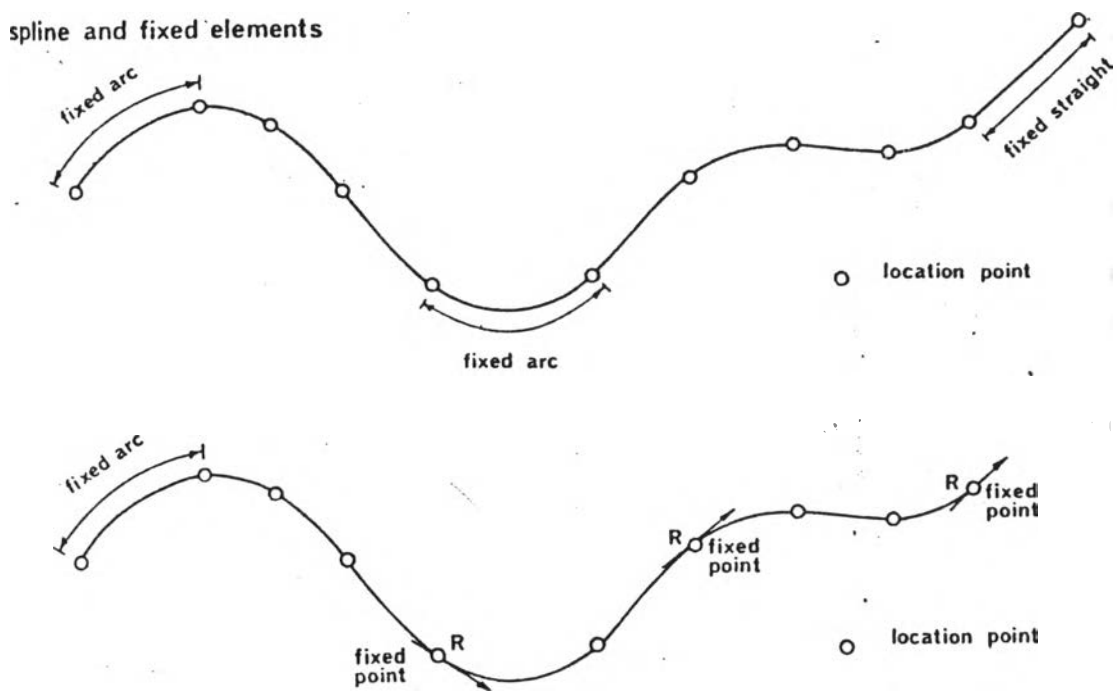 spline and fixed elements
fixed arc
fixed straight
location point
fixed arc
fixed arc
R
fixed
point
R
fixed
point
R
fixed
point
location point